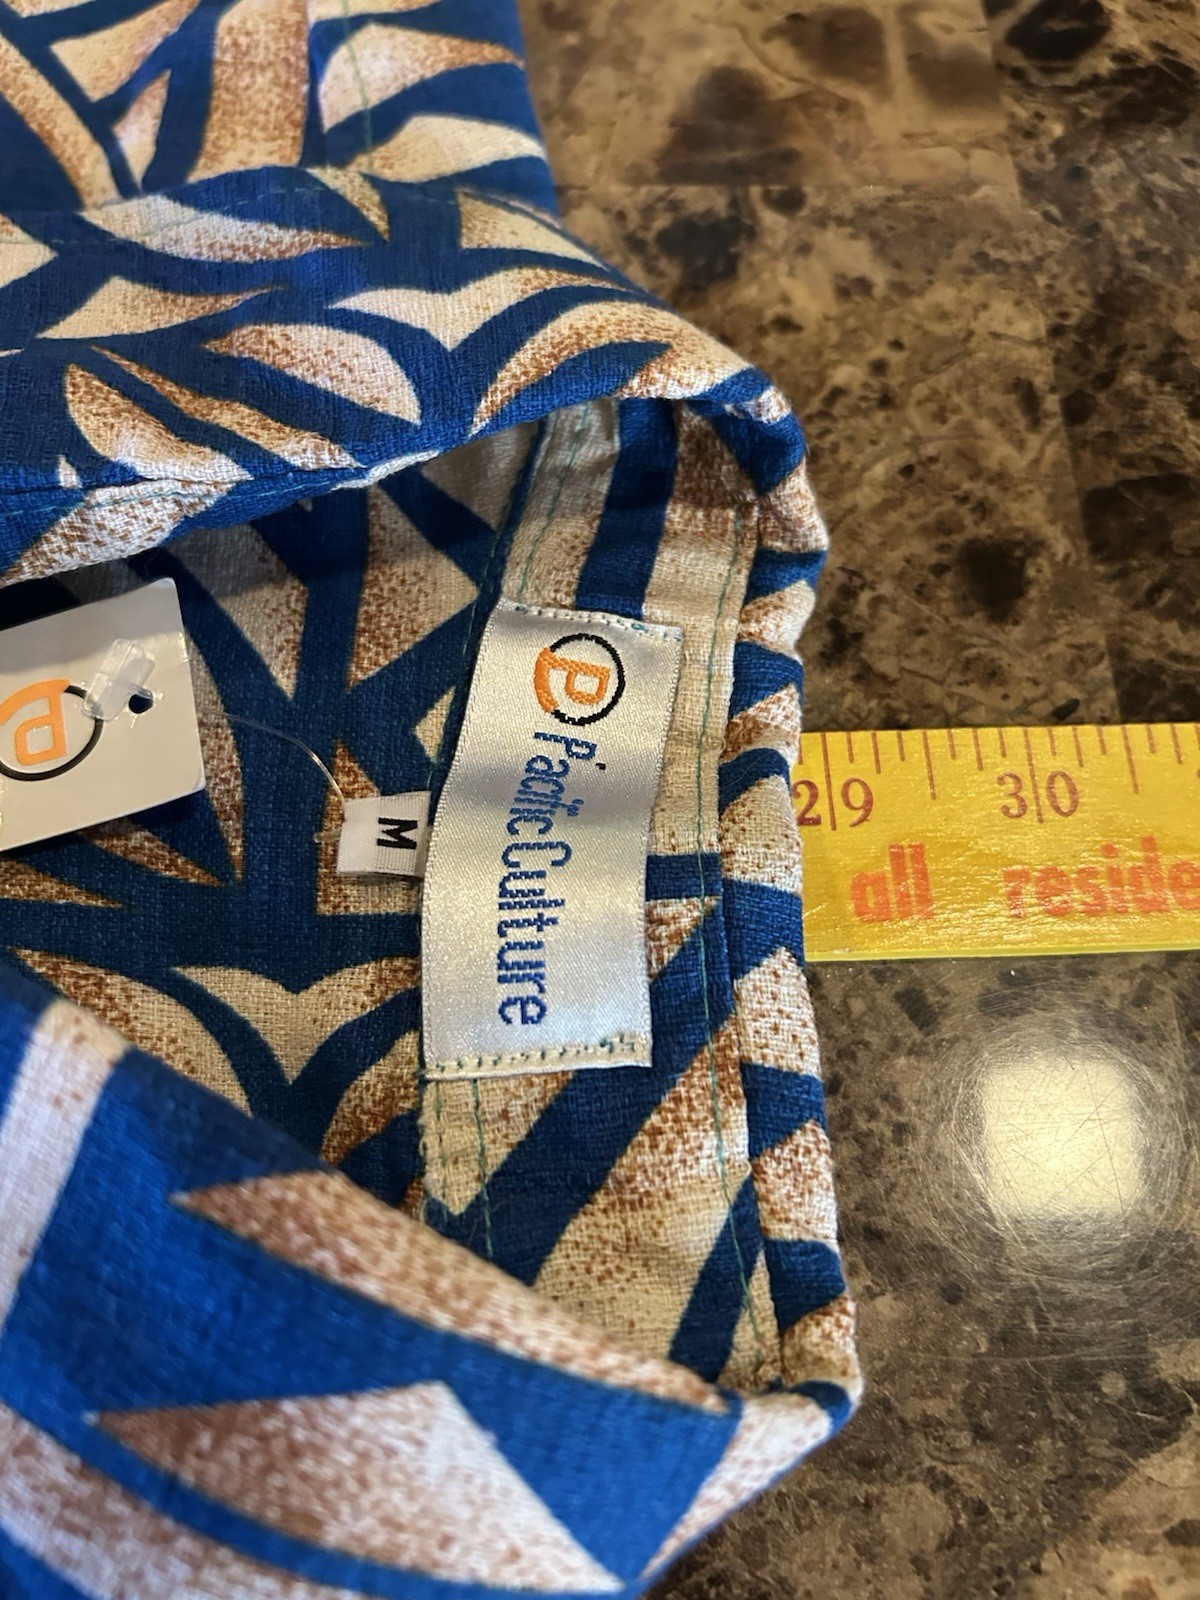 Pacific Culture
M
29 30
all reside